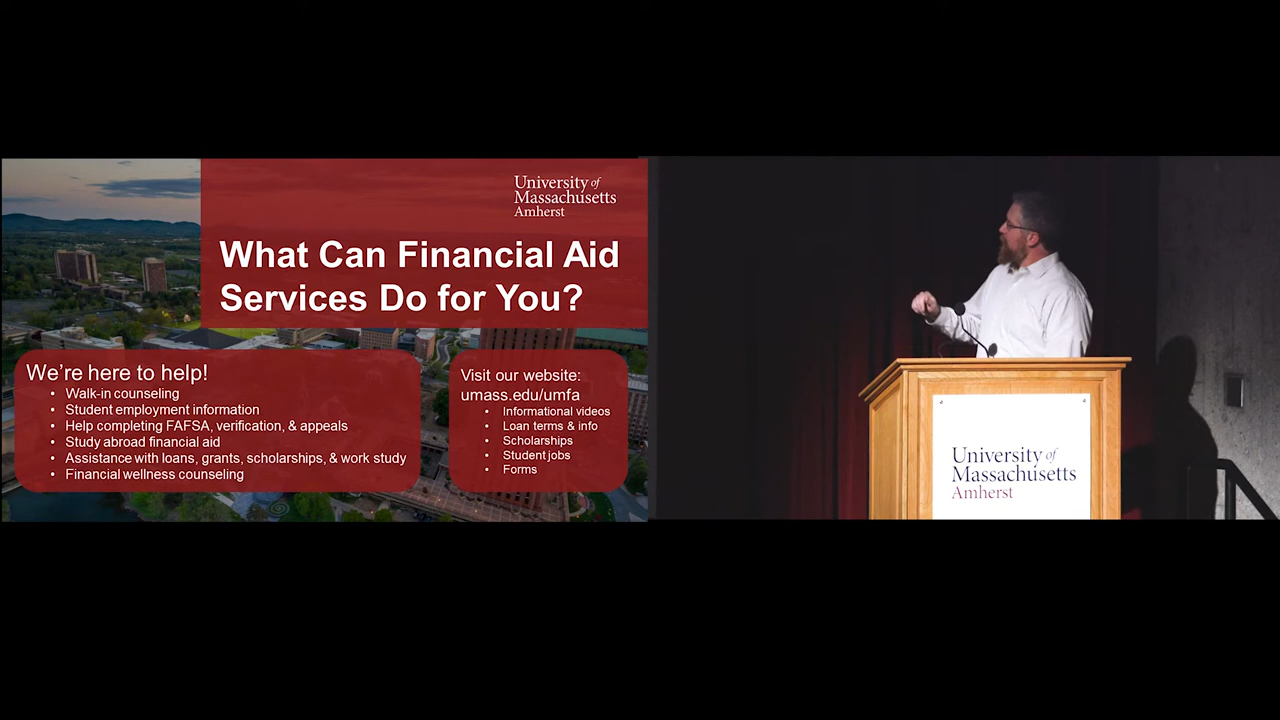 University of
Massachusetts
Amherst
What Can Financial Aid
Services Do for You?
We're here to help!
• Walk-in counseling
• Student employment information
• Help completing FAFSA, verification, & appeals
• Study abroad financial aid
• Assistance with loans, grants, scholarships, & work study
• Financial wellness counseling
Visit our website:
umass.edu/umfa
• Informational videos
• Loan terms & info
• Scholarships
• Student jobs
• Forms
University of
Massachusetts
Amherst